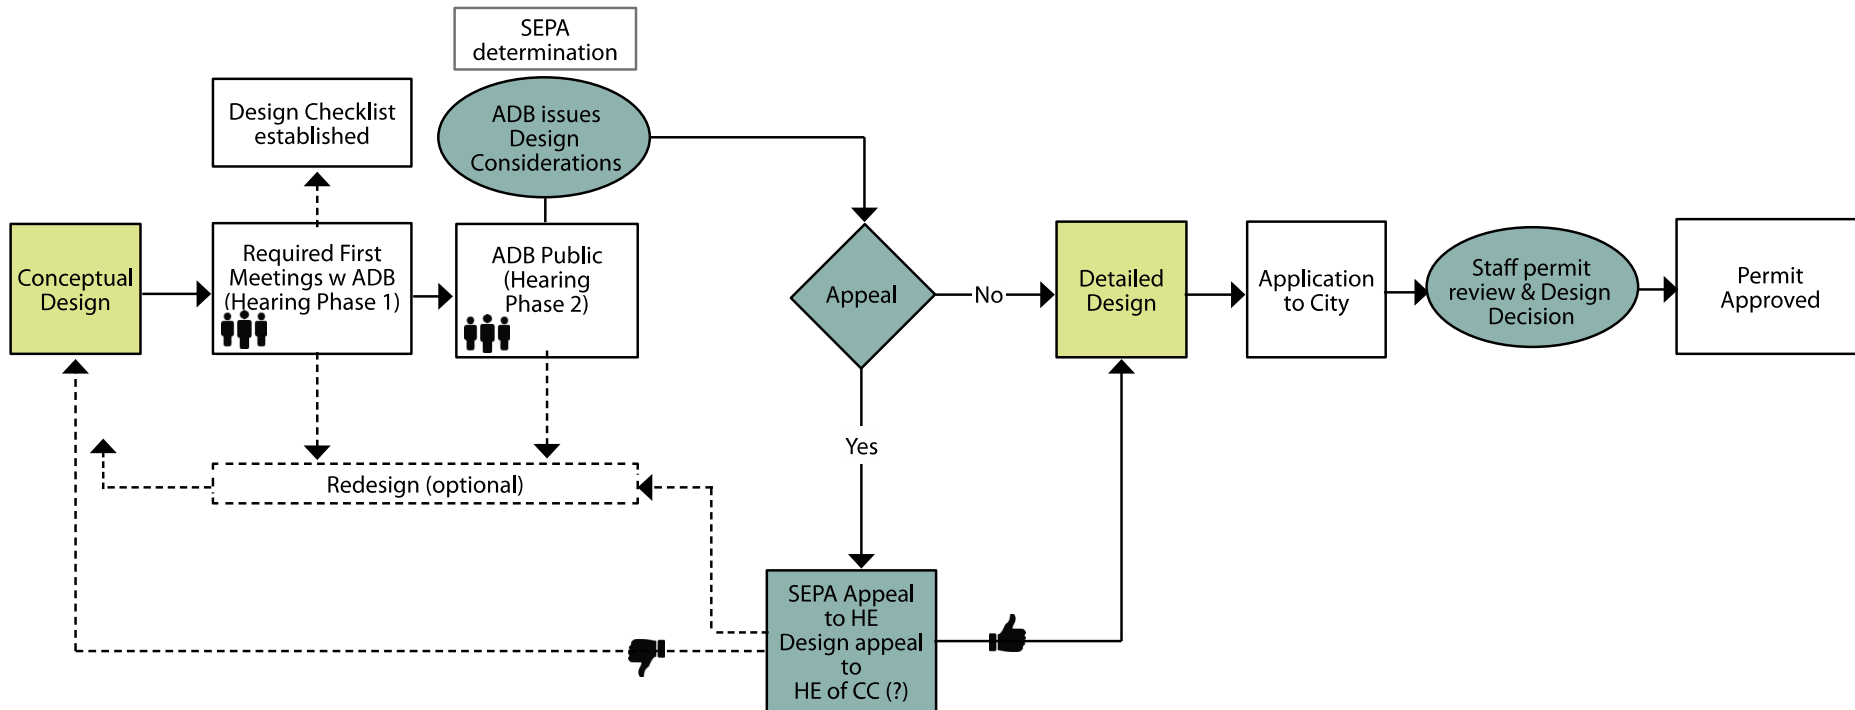 SEPA
determination
Design Checklist
established
ADB issues
Design
Considerations
Conceptual
Design
Required First
Meetings w ADB
(Hearing Phase 1)
ADB Public
(Hearing
Phase 2)
Appeal
No
Detailed
Design
Application
to City
Staff permit
review & Design
Decision
Permit
Approved
Yes
Redesign (optional)
SEPA Appeal
to HE
Design appeal
to
HE of CC (?)